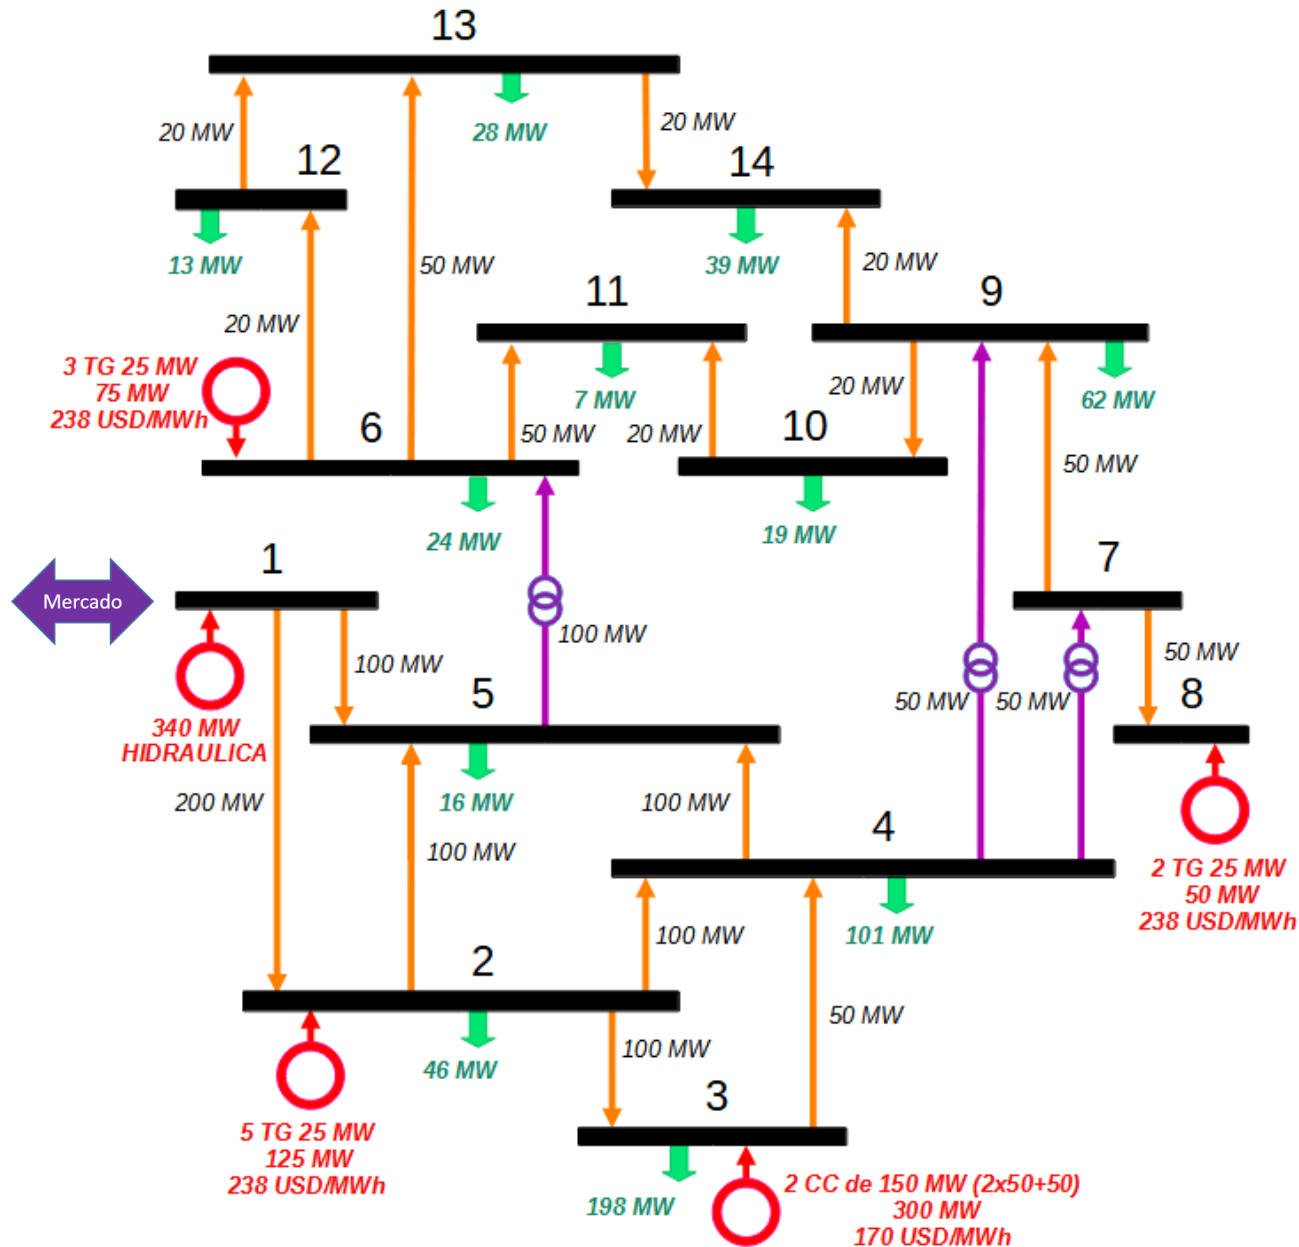 13
20 MW
28 MW
20 MW
12
14
13 MW
50 MW
39 MW
20 MW
11
9
20 MW
3 TG 25 MW
75 MW
238 USD/MWh
7 MW
20 MW
62 MW
6
50 MW
20 MW
10
50 MW
24 MW
19 MW
1
7
Mercado
100 MW
100 MW
50 MW
5
50 MW
50 MW
8
340 MW
HIDRAULICA
200 MW
16 MW
100 MW
4
100 MW
2 TG 25 MW
50 MW
238 USD/MWh
101 MW
100 MW
2
50 MW
46 MW
100 MW
3
5 TG 25 MW
125 MW
238 USD/MWh
198 MW
2 CC de 150 MW (2x50+50)
300 MW
170 USD/MWh